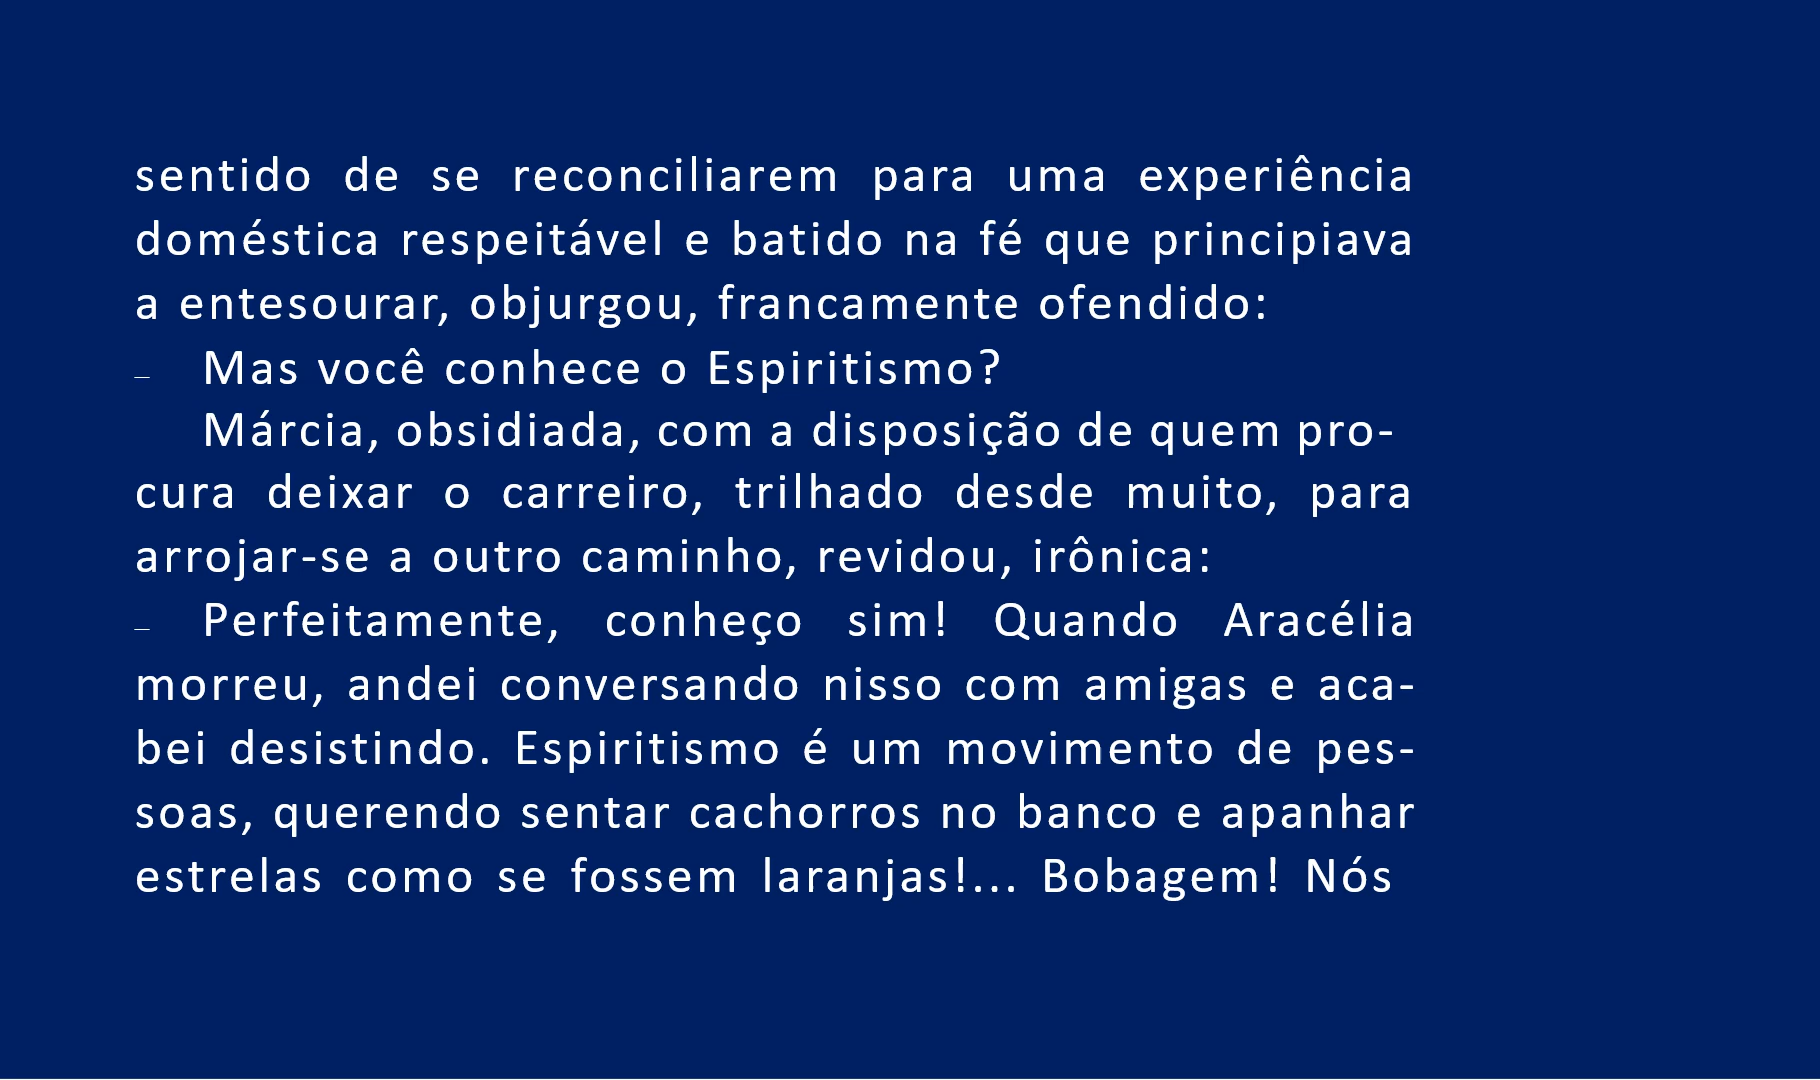 sentido de se reconciliarem para uma experiência
doméstica respeitável e batido na fé que principiava
a entesourar, objurgou, francamente ofendido:
– Mas você conhece o Espiritismo?
Márcia, obsidiada, com a disposição de quem pro-
cura deixar o carreiro, trilhado desde muito, para
arrojar-se a outro caminho, revidou, irônica:
– Perfeitamente, conheço sim! Quando Aracélia
morreu, andei conversando nisso com amigas e aca-
bei desistindo. Espiritismo é um movimento de pes-
soas, querendo sentar cachorros no banco e apanhar
estrelas como se fossem laranjas!... Bobagem! Nós